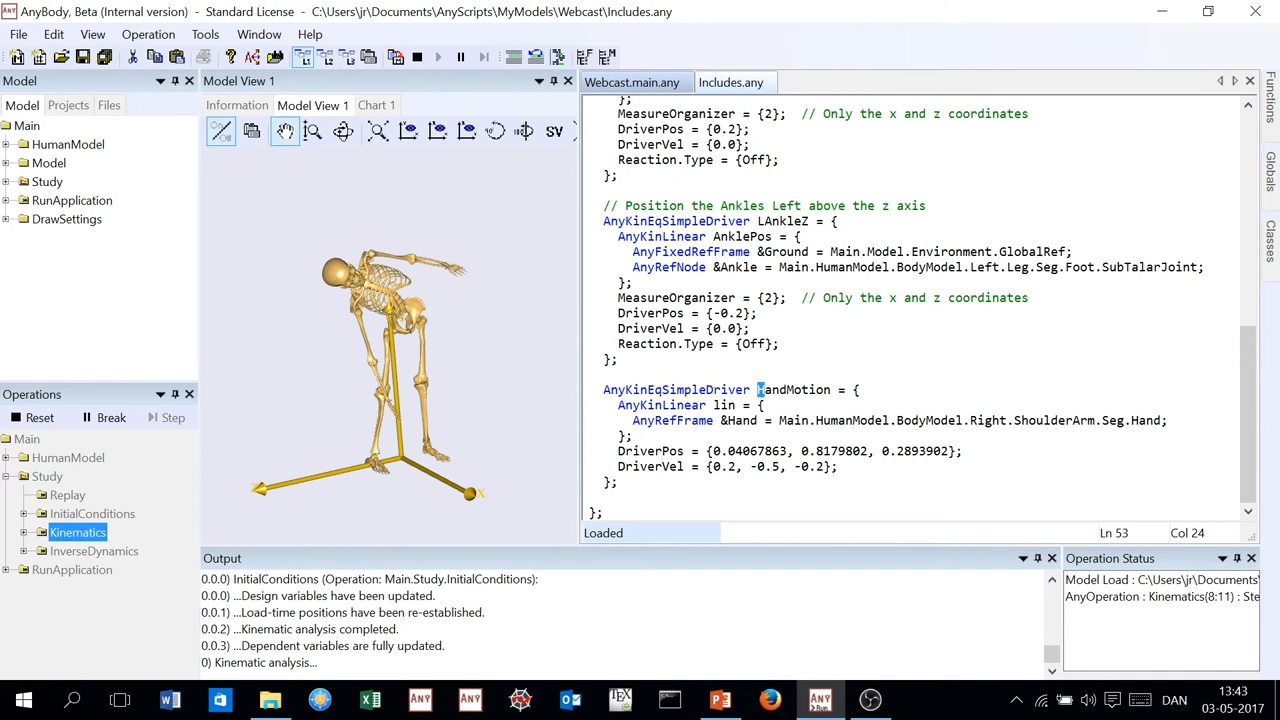 AnyBody, Beta (Internal version) - Standard License - C:\Users\jr\Documents\AnyScripts\MyModels\Webcast\Includes.any
File Edit View Operation Tools Window Help
Model
Model Projects Files
Main
HumanModel
Model
Study
RunApplication
DrawSettings
Operations
Reset Break Step
Main
HumanModel
Study
Replay
InitialConditions
Kinematics
InverseDynamics
RunApplication
Model View 1
Information Model View 1 Chart 1
SV
X
Webcast.main.any Includes.any
};
MeasureOrganizer = {2};  // Only the x and z coordinates
DriverPos = {0.2};
DriverVel = {0.0};
Reaction.Type = {Off};
};
// Position the Ankles Left above the z axis
AnyKinEqSimpleDriver LAnkleZ = {
AnyKinLinear AnklePos = {
AnyFixedRefFrame &Ground = Main.Model.Environment.GlobalRef;
AnyRefNode &Ankle = Main.HumanModel.BodyModel.Left.Leg.Seg.Foot.SubTalarJoint;
};
MeasureOrganizer = {2};  // Only the x and z coordinates
DriverPos = {-0.2};
DriverVel = {0.0};
Reaction.Type = {Off};
};
AnyKinEqSimpleDriver HandMotion = {
AnyKinLinear lin = {
AnyRefFrame &Hand = Main.HumanModel.BodyModel.Right.ShoulderArm.Seg.Hand;
};
DriverPos = {0.04067863, 0.8179802, 0.2893902};
DriverVel = {0.2, -0.5, -0.2};
};
};
Loaded Ln 53 Col 24
Functions
Globals
Classes
Output
0.0.0) InitialConditions (Operation: Main.Study.InitialConditions):
0.0.0) ...Design variables have been updated.
0.0.1) ...Load-time positions have been re-established.
0.0.2) ...Kinematic analysis completed.
0.0.3) ...Dependent variables are fully updated.
0) Kinematic analysis...
Operation Status
Model Load : C:\Users\jr\Documents
AnyOperation : Kinematics(8:11) : Ste
DAN 13:43
03-05-2017